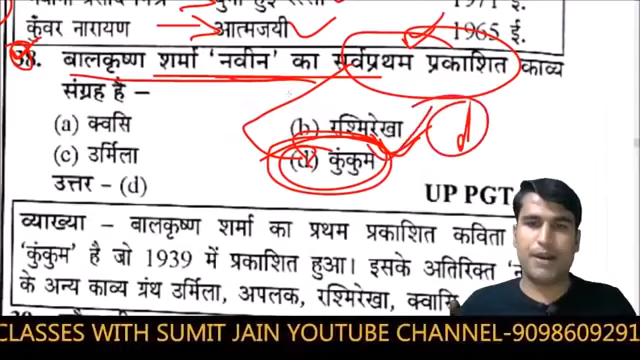 कुँवर नारायण आत्मजयी 1965 ई.
38. बालकृष्णा शर्मा 'नवीन' का सर्वप्रथम प्रकाशित काव्य
संग्रह है –
(a) क्वसि (b) रश्मिरेखा
(c) उर्मिला (d) कुंकुम
उत्तर – (d) UP PGT
d
व्याख्या – बालकृष्ण शर्मा का प्रथम प्रकाशित कविता
'कुंकुम' है जो 1939 में प्रकाशित हुआ। इसके अतिरिक्त
के अन्य काव्य ग्रंथ उर्मिला, अपलक, रश्मिरेखा, क्वासि
CLASSES WITH SUMIT JAIN YOUTUBE CHANNEL-9098609291